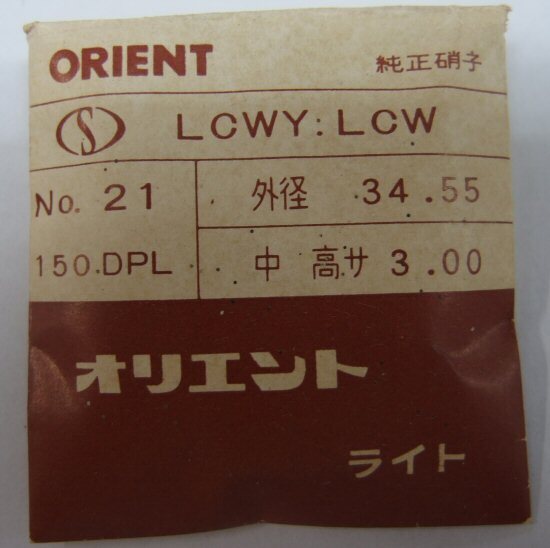 ORIENT 純正硝子
S LCWY:LCW
No. 21 外径 34.55
150.DPL 中高サ 3.00
オリエント
ライト